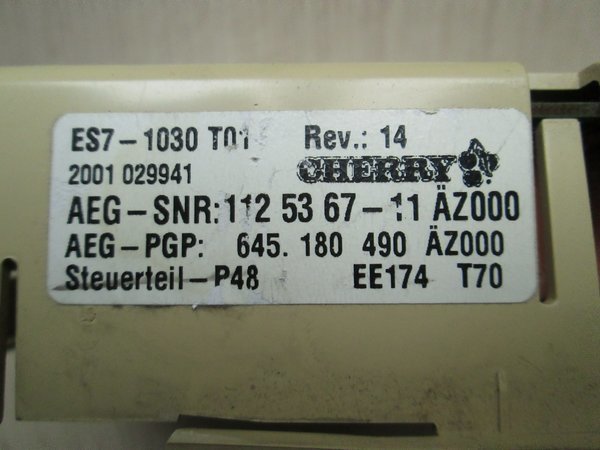 ES7-1030 T01 Rev.: 14
2001 029941 CHERRY
AEG-SNR: 112 53 67-11 ÄZ000
AEG-PGP: 645. 180 490 ÄZ000
Steuerteil-P48 EE174 T70